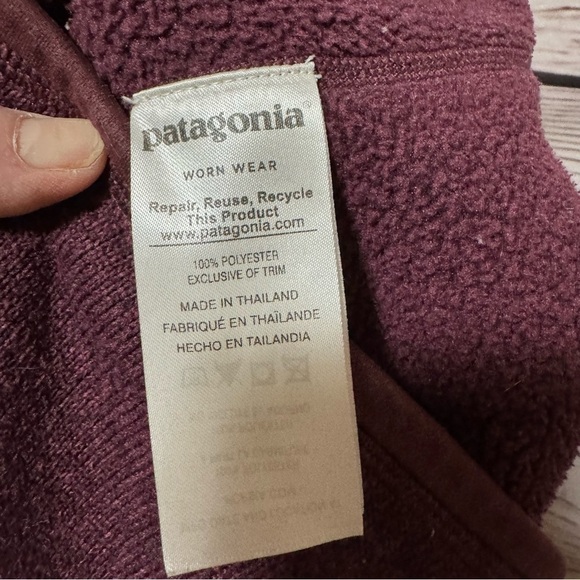 patagonia®
WORN WEAR
Repair, Reuse, Recycle
This Product
www.patagonia.com
100% POLYESTER
EXCLUSIVE OF TRIM
MADE IN THAILAND
FABRIQUÉ EN THAÏLANDE
HECHO EN TAILANDIA